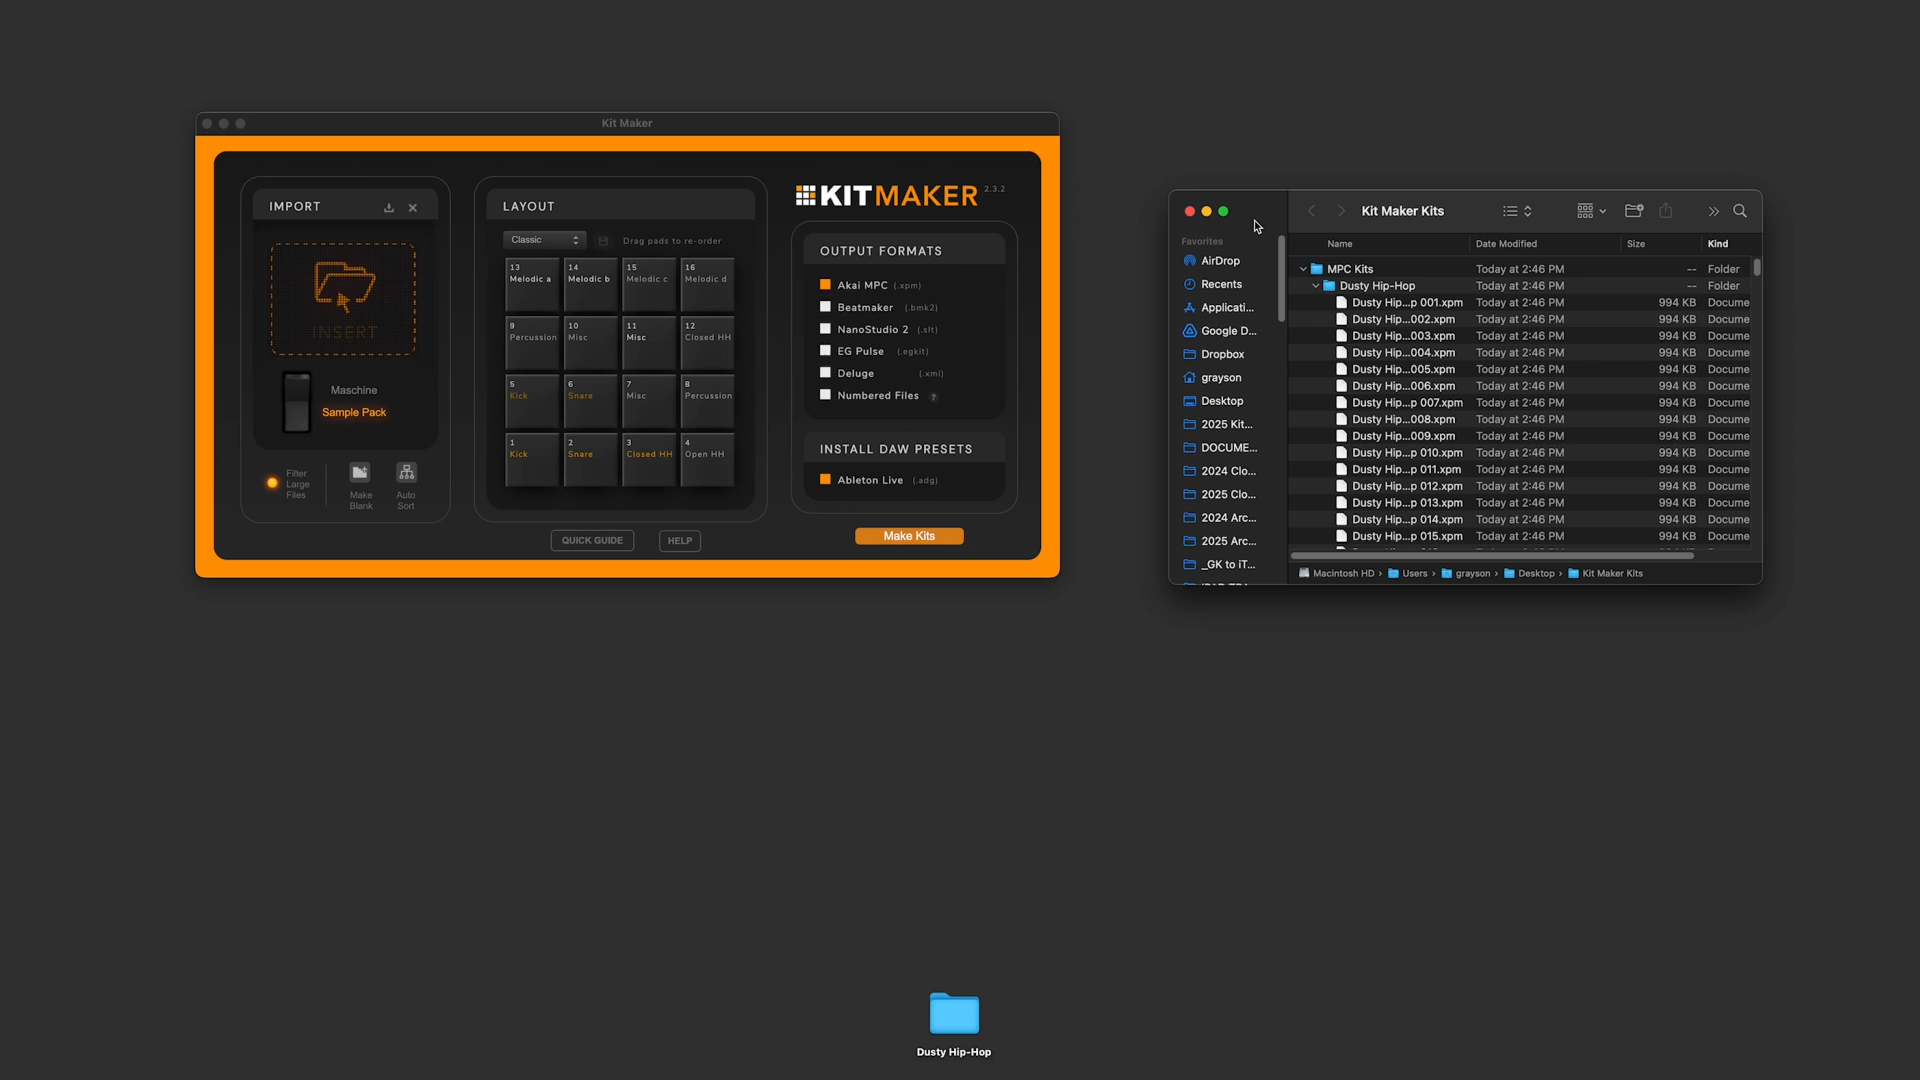 Kit Maker
IMPORT
INSERT
Maschine
Sample Pack
Filter
Large
Files
Make
Blank
Auto
Sort
LAYOUT
Classic
Drag pads to re-order
13
Melodic a
14
Melodic b
15
Melodic c
16
Melodic d
9
Percussion
10
Misc
11
Misc
12
Closed HH
5
Kick
6
Snare
7
Misc
8
Percussion
1
Kick
2
Snare
3
Closed HH
4
Open HH
QUICK GUIDE
HELP
KITMAKER 2.3.2
OUTPUT FORMATS
Akai MPC (.xpm)
Beatmaker (.bmk2)
NanoStudio 2 (.slt)
EG Pulse (.egkit)
Deluge (.xml)
Numbered Files ?
INSTALL DAW PRESETS
Ableton Live (.adg)
Make Kits
Kit Maker Kits
Favorites
AirDrop
Recents
Applicati...
Google D...
Dropbox
grayson
Desktop
2025 Kit...
DOCUME...
2024 Clo...
2025 Clo...
2024 Arc...
2025 Arc...
_GK to iT...
Name Date Modified Size Kind
MPC Kits Today at 2:46 PM -- Folder
Dusty Hip-Hop Today at 2:46 PM -- Folder
Dusty Hip...p 001.xpm Today at 2:46 PM 994 KB Docume
Dusty Hip...002.xpm Today at 2:46 PM 994 KB Docume
Dusty Hip...003.xpm Today at 2:46 PM 994 KB Docume
Dusty Hip...004.xpm Today at 2:46 PM 994 KB Docume
Dusty Hip...005.xpm Today at 2:46 PM 994 KB Docume
Dusty Hip...006.xpm Today at 2:46 PM 994 KB Docume
Dusty Hip...p 007.xpm Today at 2:46 PM 994 KB Docume
Dusty Hip...008.xpm Today at 2:46 PM 994 KB Docume
Dusty Hip...009.xpm Today at 2:46 PM 994 KB Docume
Dusty Hip...p 010.xpm Today at 2:46 PM 994 KB Docume
Dusty Hip...p 011.xpm Today at 2:46 PM 994 KB Docume
Dusty Hip...p 012.xpm Today at 2:46 PM 994 KB Docume
Dusty Hip...p 013.xpm Today at 2:46 PM 994 KB Docume
Dusty Hip...p 014.xpm Today at 2:46 PM 994 KB Docume
Dusty Hip...p 015.xpm Today at 2:46 PM 994 KB Docume
Macintosh HD › Users › grayson › Desktop › Kit Maker Kits
Dusty Hip-Hop